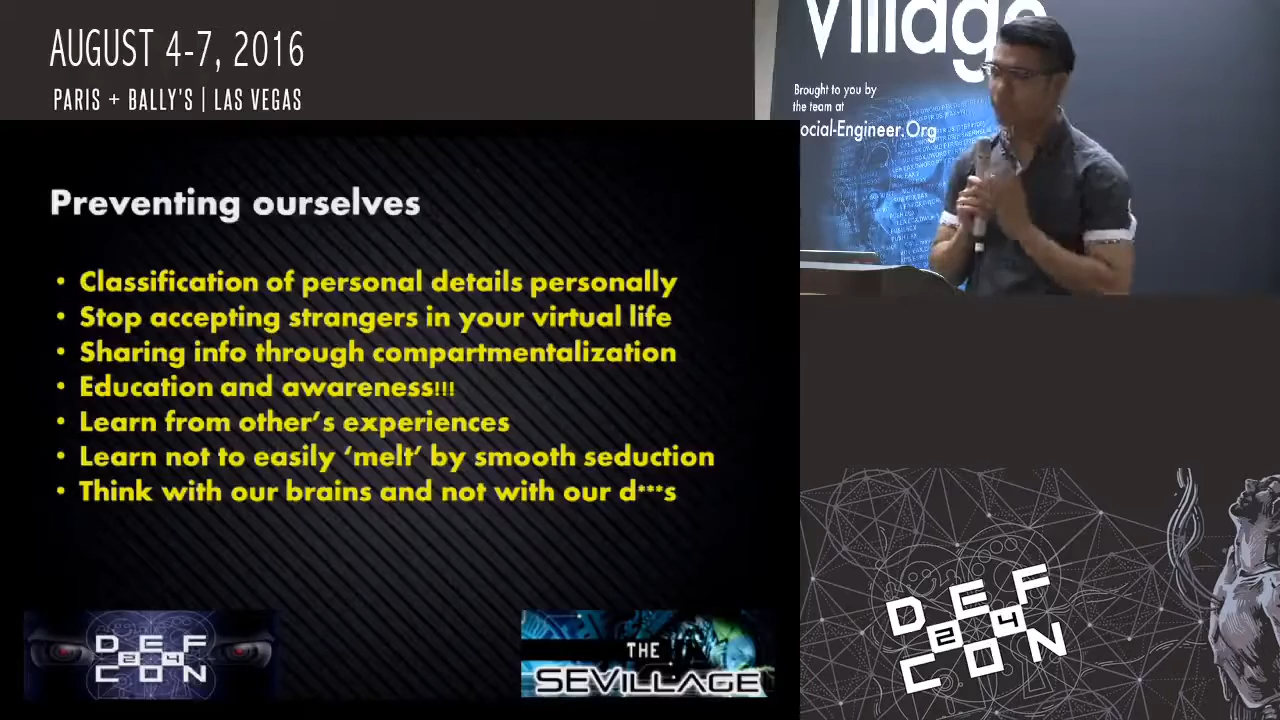 AUGUST 4-7, 2016
PARIS + BALLY'S | LAS VEGAS
Village
Brought to you by
the team at
ocial-Engineer.Org
Preventing ourselves
• Classification of personal details personally
• Stop accepting strangers in your virtual life
• Sharing info through compartmentalization
• Education and awareness!!!
• Learn from other's experiences
• Learn not to easily ‘melt’ by smooth seduction
• Think with our brains and not with our d***s
DEF
24
CON
THE
SEVILLAGE
DEF
24
CON